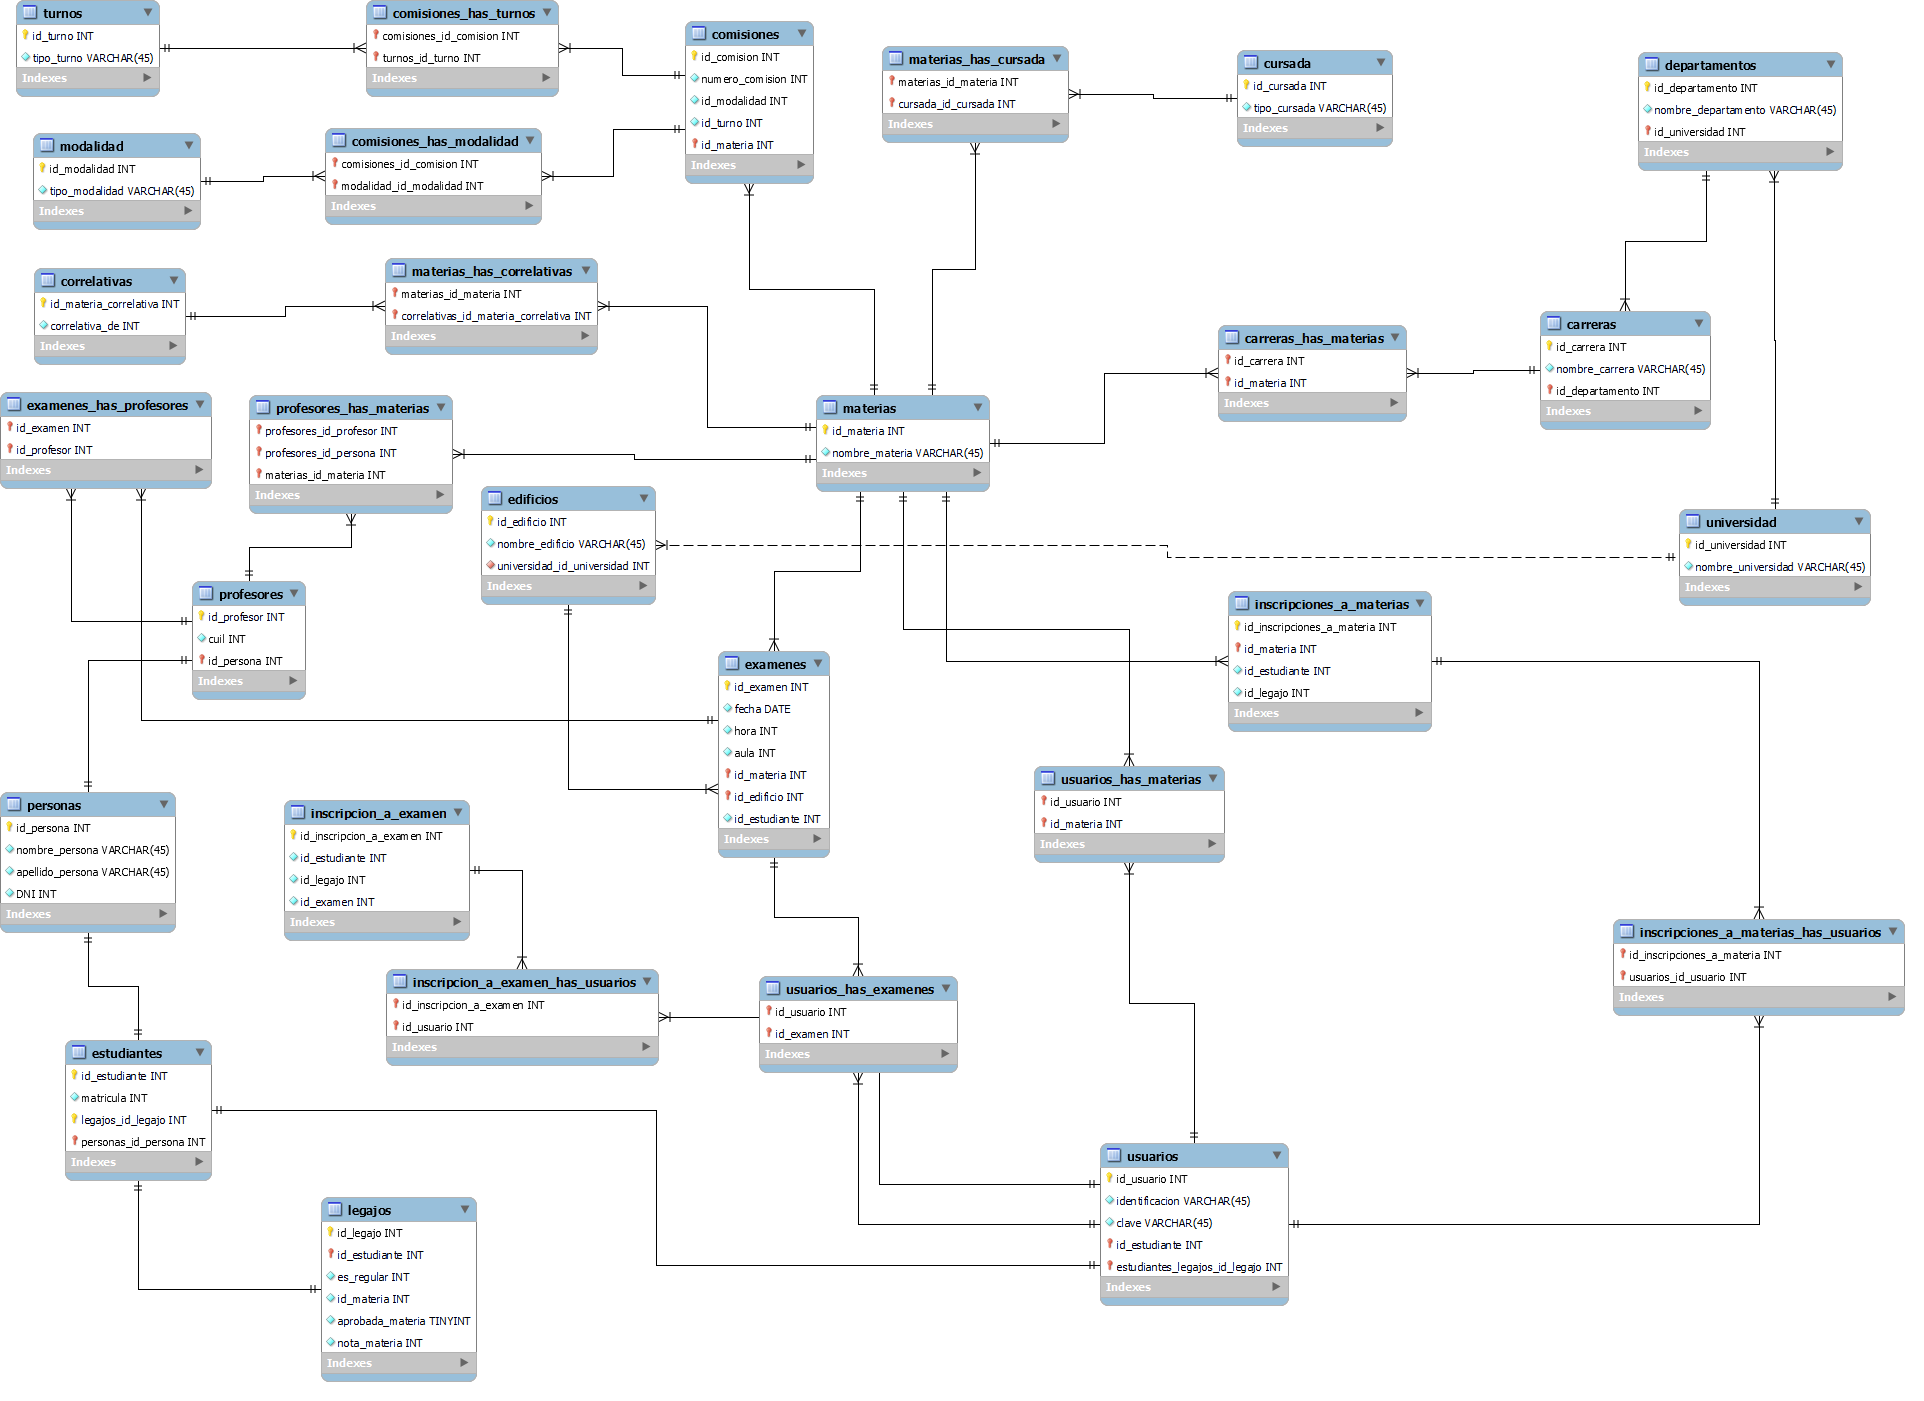 turnos
id_turno INT
tipo_turno VARCHAR(45)
Indexes
comisiones_has_turnos
comisiones_id_comision INT
turnos_id_turno INT
Indexes
comisiones
id_comision INT
numero_comision INT
id_modalidad INT
id_turno INT
id_materia INT
Indexes
materias_has_cursada
materias_id_materia INT
cursada_id_cursada INT
Indexes
cursada
id_cursada INT
tipo_cursada VARCHAR(45)
Indexes
departamentos
id_departamento INT
nombre_departamento VARCHAR(45)
id_universidad INT
Indexes
modalidad
id_modalidad INT
tipo_modalidad VARCHAR(45)
Indexes
comisiones_has_modalidad
comisiones_id_comision INT
modalidad_id_modalidad INT
Indexes
correlativas
id_materia_correlativa INT
correlativa_de INT
Indexes
materias_has_correlativas
materias_id_materia INT
correlativas_id_materia_correlativa INT
Indexes
carreras_has_materias
id_carrera INT
id_materia INT
Indexes
carreras
id_carrera INT
nombre_carrera VARCHAR(45)
id_departamento INT
Indexes
examenes_has_profesores
id_examen INT
id_profesor INT
Indexes
profesores_has_materias
profesores_id_profesor INT
profesores_id_persona INT
materias_id_materia INT
Indexes
materias
id_materia INT
nombre_materia VARCHAR(45)
Indexes
edificios
id_edificio INT
nombre_edificio VARCHAR(45)
universidad_id_universidad INT
Indexes
universidad
id_universidad INT
nombre_universidad VARCHAR(45)
Indexes
profesores
id_profesor INT
cuil INT
id_persona INT
Indexes
inscripciones_a_materias
id_inscripciones_a_materia INT
id_materia INT
id_estudiante INT
id_legajo INT
Indexes
examenes
id_examen INT
fecha DATE
hora INT
aula INT
id_materia INT
id_edificio INT
id_estudiante INT
Indexes
usuarios_has_materias
id_usuario INT
id_materia INT
Indexes
personas
id_persona INT
nombre_persona VARCHAR(45)
apellido_persona VARCHAR(45)
DNI INT
Indexes
inscripcion_a_examen
id_inscripcion_a_examen INT
id_estudiante INT
id_legajo INT
id_examen INT
Indexes
inscripciones_a_materias_has_usuarios
id_inscripciones_a_materia INT
usuarios_id_usuario INT
Indexes
inscripcion_a_examen_has_usuarios
id_inscripcion_a_examen INT
id_usuario INT
Indexes
usuarios_has_examenes
id_usuario INT
id_examen INT
Indexes
estudiantes
id_estudiante INT
matricula INT
legajos_id_legajo INT
personas_id_persona INT
Indexes
usuarios
id_usuario INT
identificacion VARCHAR(45)
clave VARCHAR(45)
id_estudiante INT
estudiantes_legajos_id_legajo INT
Indexes
legajos
id_legajo INT
id_estudiante INT
es_regular INT
id_materia INT
aprobada_materia TINYINT
nota_materia INT
Indexes